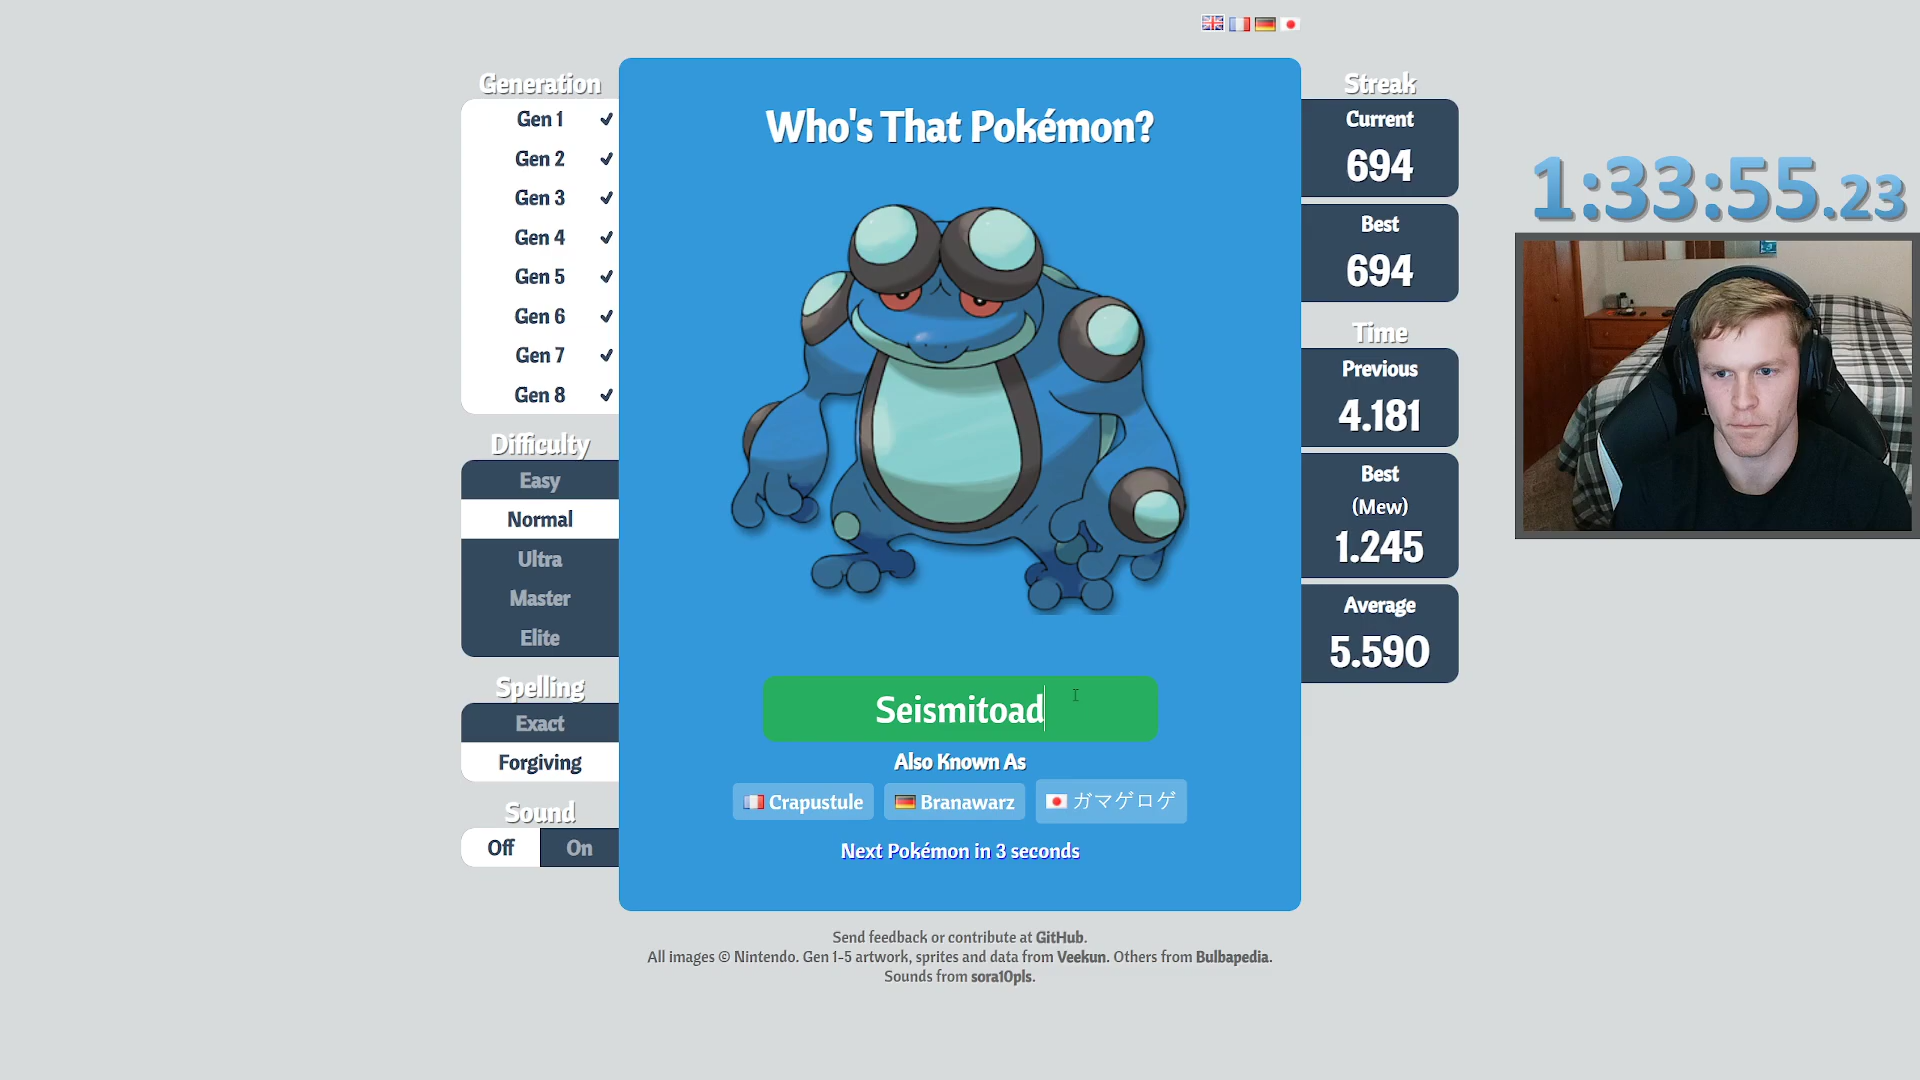 Generation
Gen 1
Gen 2
Gen 3
Gen 4
Gen 5
Gen 6
Gen 7
Gen 8
Difficulty
Easy
Normal
Ultra
Master
Elite
Spelling
Exact
Forgiving
Sound
Off On
Who's That Pokémon?
Seismitoad
Also Known As
Crapustule Branawarz ガマゲロゲ
Next Pokémon in 3 seconds
Streak
Current
694
Best
694
Time
Previous
4.181
Best
(Mew)
1.245
Average
5.590
1:33:55.23
Send feedback or contribute at GitHub.
All images © Nintendo. Gen 1-5 artwork, sprites and data from Veekun. Others from Bulbapedia.
Sounds from sora10pls.